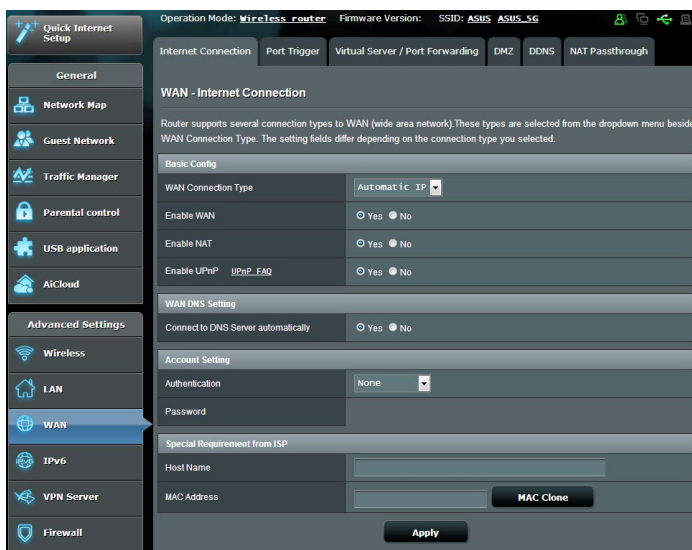 Quick Internet
Setup
Operation Mode: Wireless router Firmware Version: SSID: ASUS ASUS_5G
Internet Connection Port Trigger Virtual Server / Port Forwarding DMZ DDNS NAT Passthrough
General
Network Map
Guest Network
Traffic Manager
Parental control
USB application
AiCloud
Advanced Settings
Wireless
LAN
WAN
IPv6
VPN Server
Firewall
WAN - Internet Connection
Router supports several connection types to WAN (wide area network).These types are selected from the dropdown menu beside
WAN Connection Type. The setting fields differ depending on the connection type you selected.
Basic Config
WAN Connection Type Automatic IP
Enable WAN Yes No
Enable NAT Yes No
Enable UPnP UPnP FAQ Yes No
WAN DNS Setting
Connect to DNS Server automatically Yes No
Account Setting
Authentication None
Password
Special Requirement from ISP
Host Name
MAC Address MAC Clone
Apply